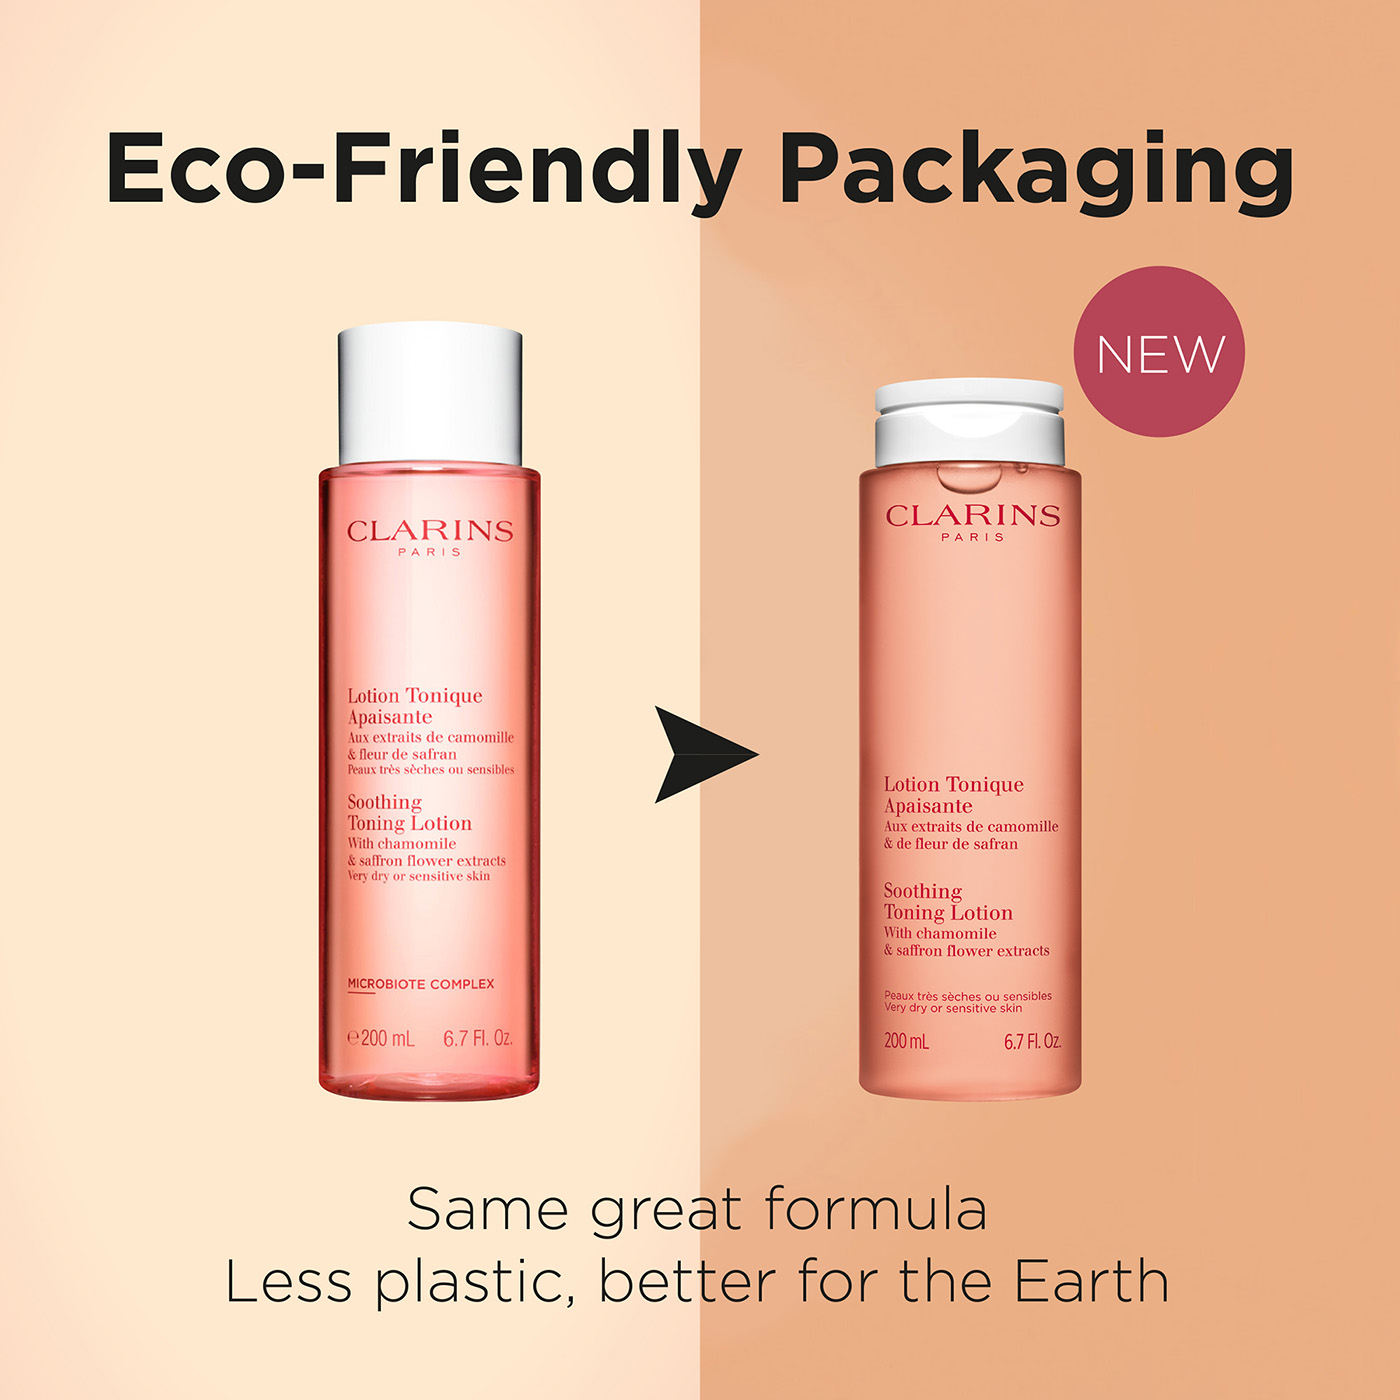 Eco-Friendly Packaging
NEW
CLARINS
PARIS
Lotion Tonique
Apaisante
Aux extraits de camomille
& fleur de safran
Peaux très sèches ou sensibles
Soothing
Toning Lotion
With chamomile
& saffron flower extracts
Very dry or sensitive skin
MICROBIOTE COMPLEX
℮200 mL 6.7 Fl. Oz.
CLARINS
PARIS
Lotion Tonique
Apaisante
Aux extraits de camomille
& de fleur de safran
Soothing
Toning Lotion
With chamomile
& saffron flower extracts
Peaux très sèches ou sensibles
Very dry or sensitive skin
200 mL 6.7 Fl. Oz.
Same great formula
Less plastic, better for the Earth